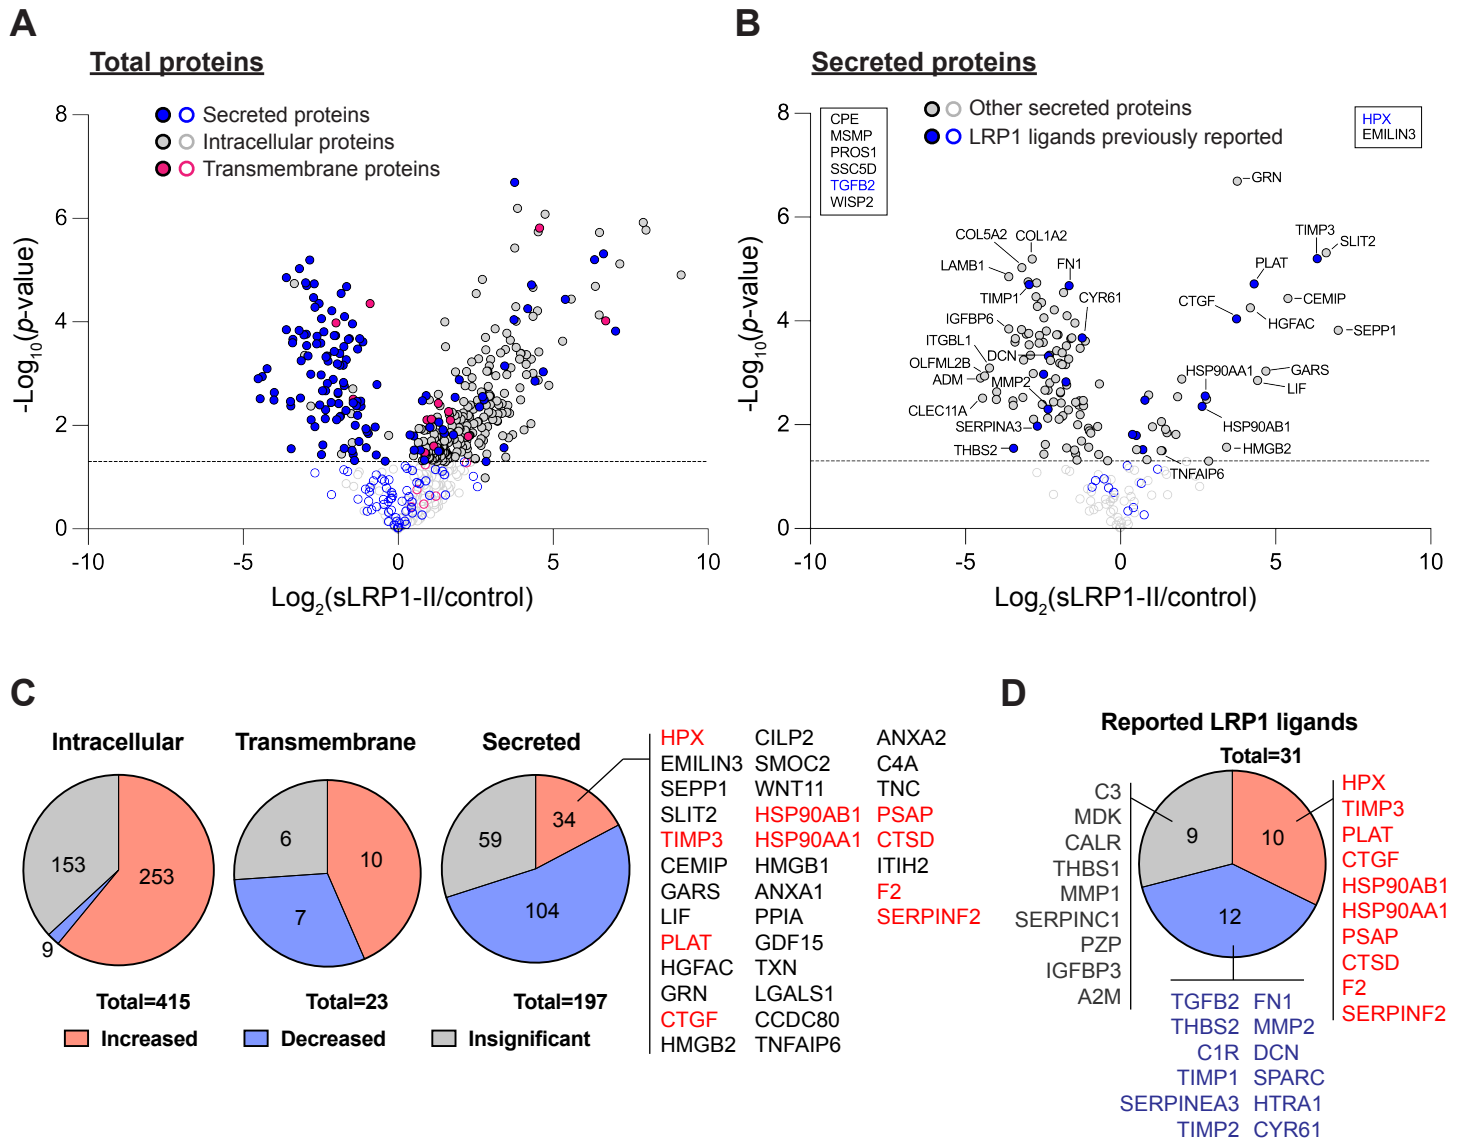 A
Total proteins
Secreted proteins
Intracellular proteins
Transmembrane proteins
8
6
4
2
0
-10
-5
0
5
10
-Log10(p-value)
Log2(sLRP1-II/control)
B
Secreted proteins
Other secreted proteins
LRP1 ligands previously reported
CPE
MSMP
PROS1
SSC5D
TGFB2
WISP2
HPX
EMILIN3
GRN
COL5A2
COL1A2
TIMP3
SLIT2
LAMB1
FN1
PLAT
TIMP1
CYR61
CTGF
CEMIP
IGFBP6
HGFAC
SEPP1
ITGBL1
DCN
OLFML2B
HSP90AA1
GARS
ADM
MMP2
LIF
CLEC11A
SERPINA3
HSP90AB1
THBS2
HMGB2
TNFAIP6
8
6
4
2
0
-10
-5
0
5
10
-Log10(p-value)
Log2(sLRP1-II/control)
C
Intracellular
153
253
9
Total=415
Transmembrane
6
10
7
Total=23
Secreted
59
34
104
Total=197
Increased
Decreased
Insignificant
HPX
EMILIN3
SEPP1
SLIT2
TIMP3
CEMIP
GARS
LIF
PLAT
HGFAC
GRN
CTGF
HMGB2
CILP2
SMOC2
WNT11
HSP90AB1
HSP90AA1
HMGB1
ANXA1
PPIA
GDF15
TXN
LGALS1
CCDC80
TNFAIP6
ANXA2
C4A
TNC
PSAP
CTSD
ITIH2
F2
SERPINF2
D
Reported LRP1 ligands
Total=31
C3
MDK
CALR
THBS1
MMP1
SERPINC1
PZP
IGFBP3
A2M
9
10
12
HPX
TIMP3
PLAT
CTGF
HSP90AB1
HSP90AA1
PSAP
CTSD
F2
SERPINF2
TGFB2 FN1
THBS2 MMP2
C1R DCN
TIMP1 SPARC
SERPINEA3 HTRA1
TIMP2 CYR61